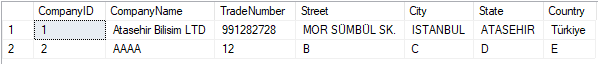 CompanyID CompanyName TradeNumber Street City State Country
1 1 Atasehir Bilisim LTD 991282728 MOR SÜMBÜL SK. ISTANBUL ATASEHIR Türkiye
2 2 AAAA 12 B C D E